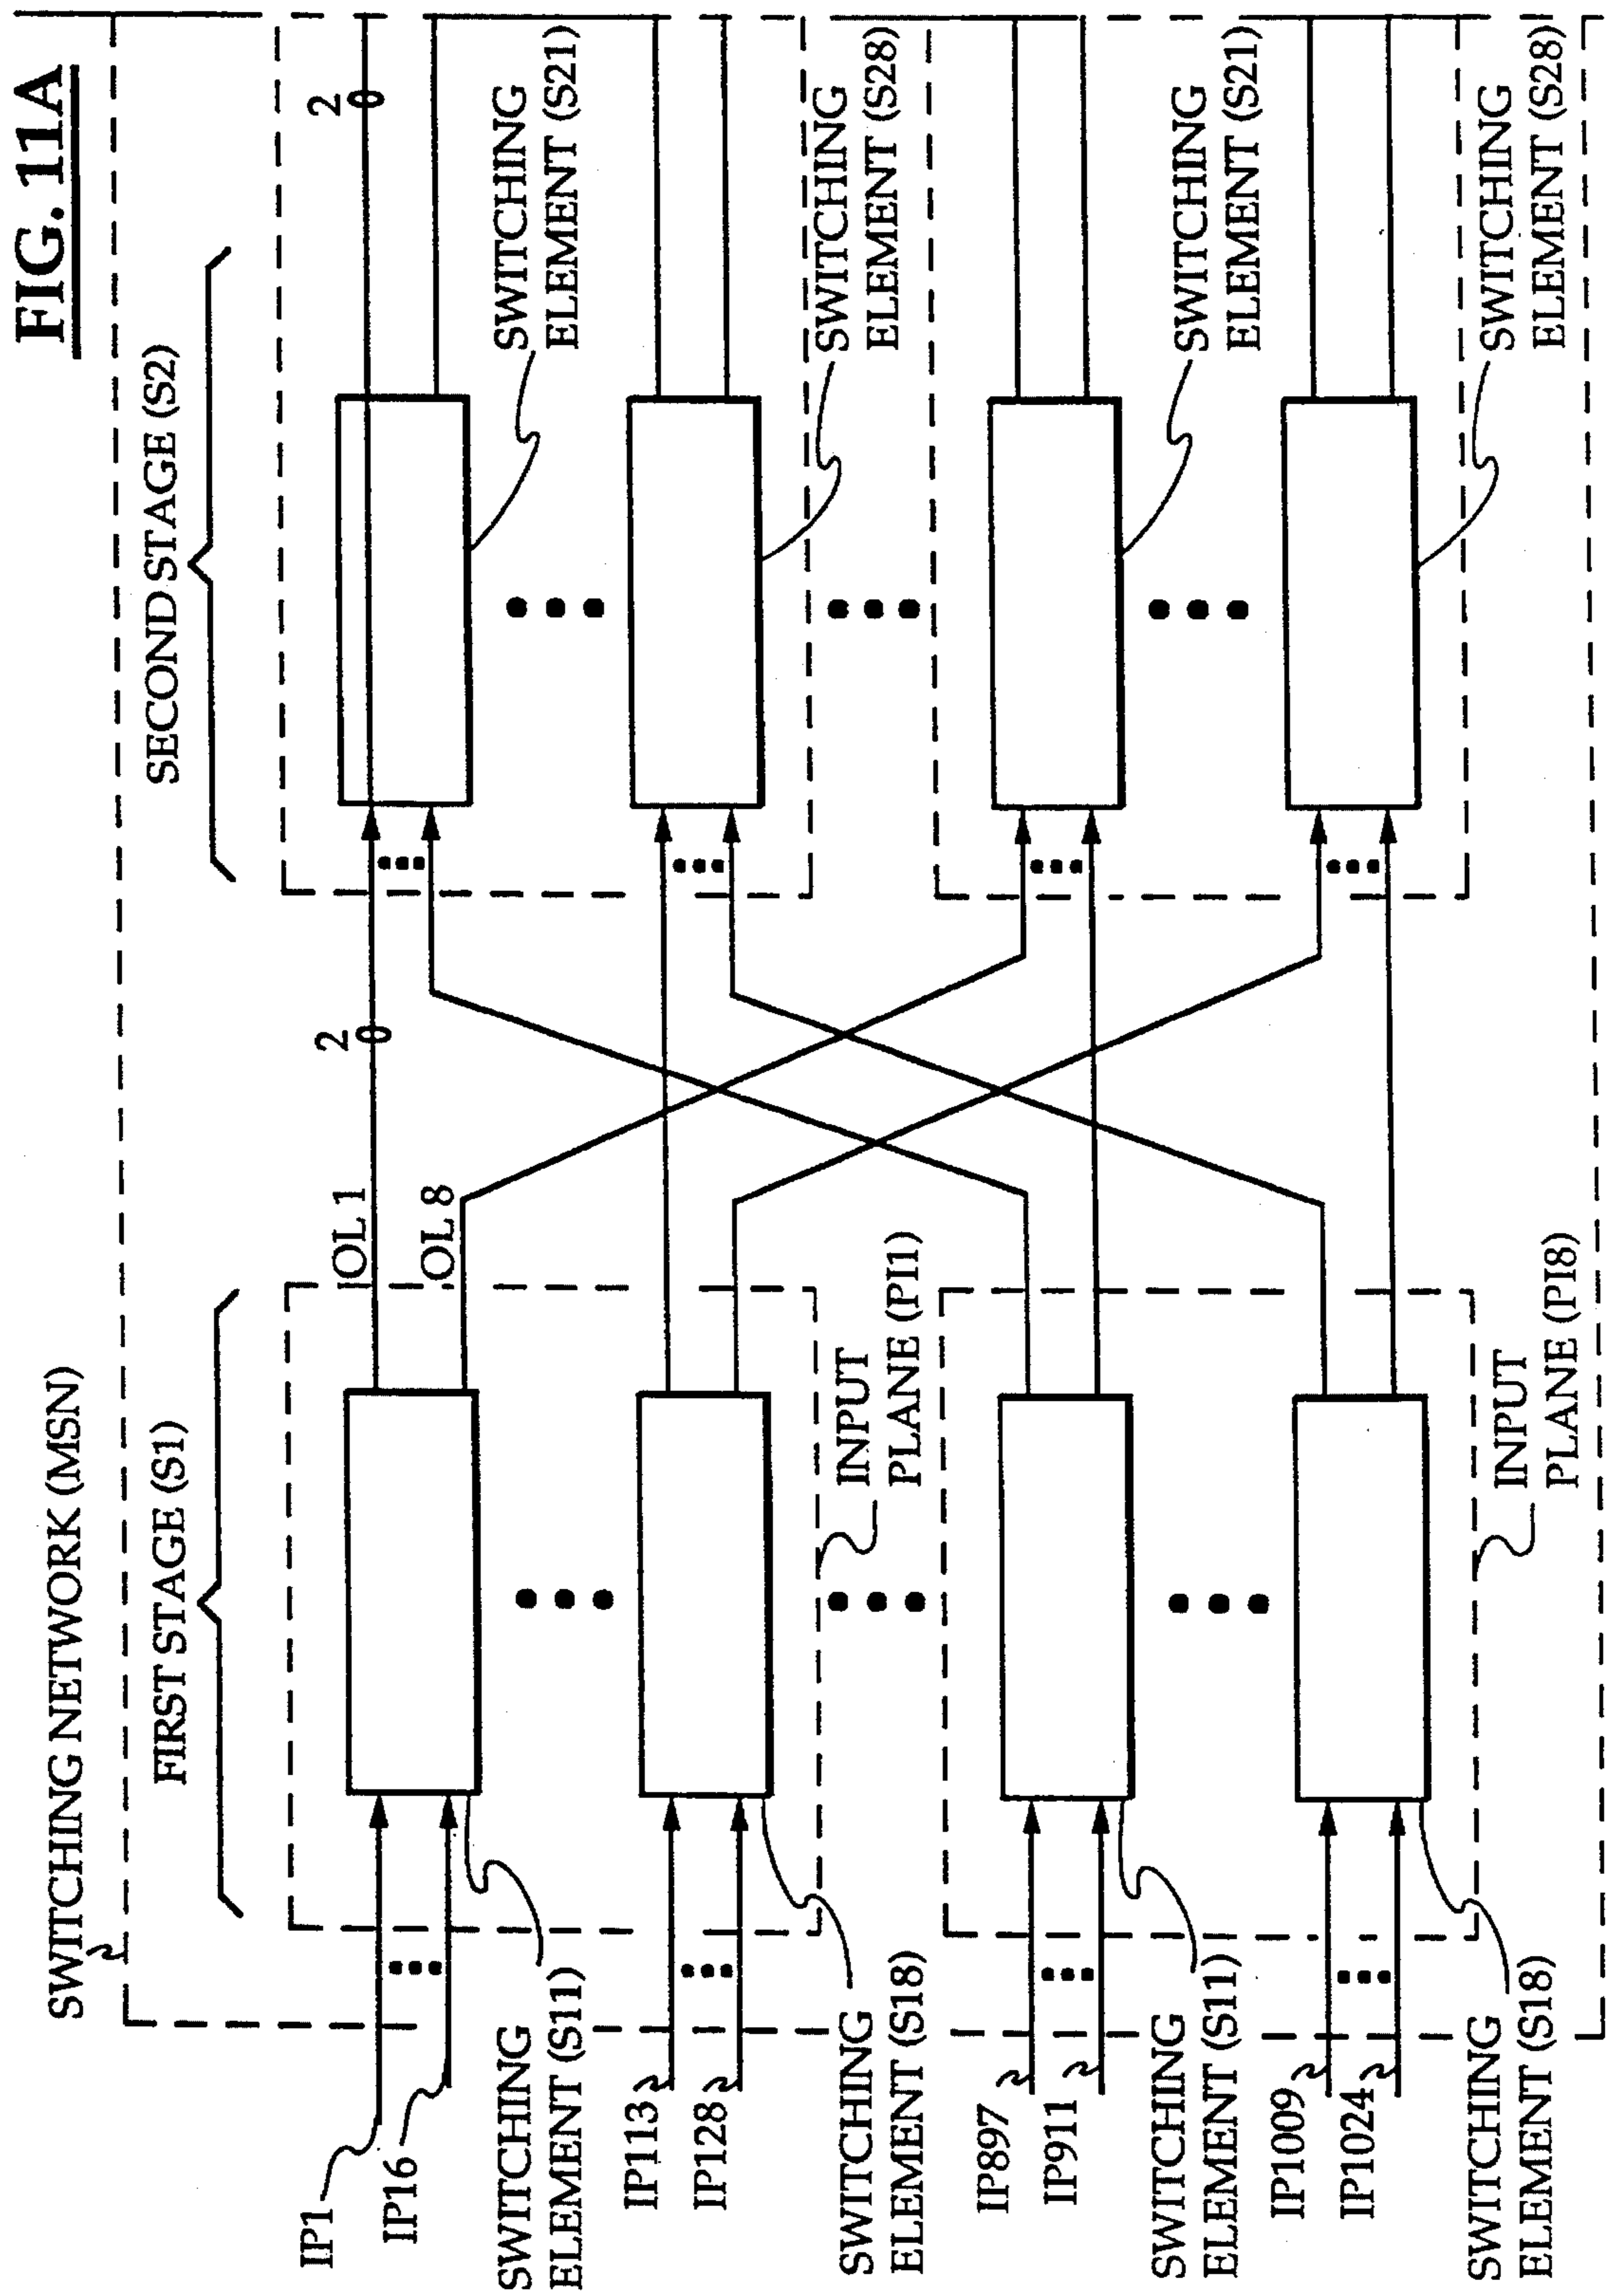 FIG. 11A
SWITCHING NETWORK (MSN)
FIRST STAGE (S1)
SECOND STAGE (S2)
IP1
IP16
OL 1
OL 8
2
2
SWITCHING
ELEMENT (S11)
SWITCHING
ELEMENT (S21)
IP113
IP128
SWITCHING
ELEMENT (S18)
INPUT
PLANE (PI1)
SWITCHING
ELEMENT (S28)
IP897
IP911
SWITCHING
ELEMENT (S11)
SWITCHING
ELEMENT (S21)
IP1009
IP1024
SWITCHING
ELEMENT (S18)
INPUT
PLANE (PI8)
SWITCHING
ELEMENT (S28)